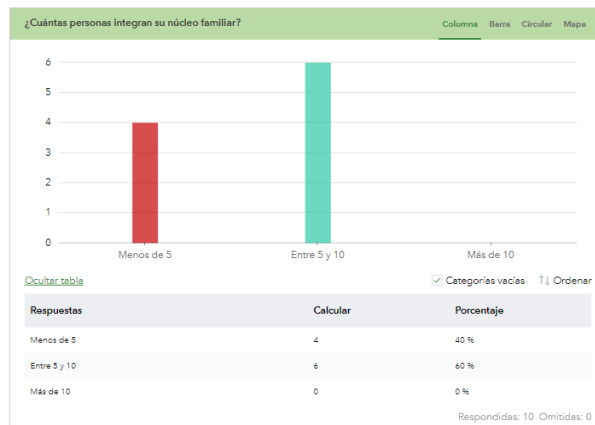 ¿Cuántas personas integran su núcleo familiar? Columna Barra Circular Mapa
6
5
4
3
2
1
0
Menos de 5 Entre 5 y 10 Más de 10
Ocultar tabla Categorías vacías Ordenar
Respuestas Calcular Porcentaje
Menos de 5 4 40 %
Entre 5 y 10 6 60 %
Más de 10 0 0 %
Respondidas: 10 Omitidas: 0